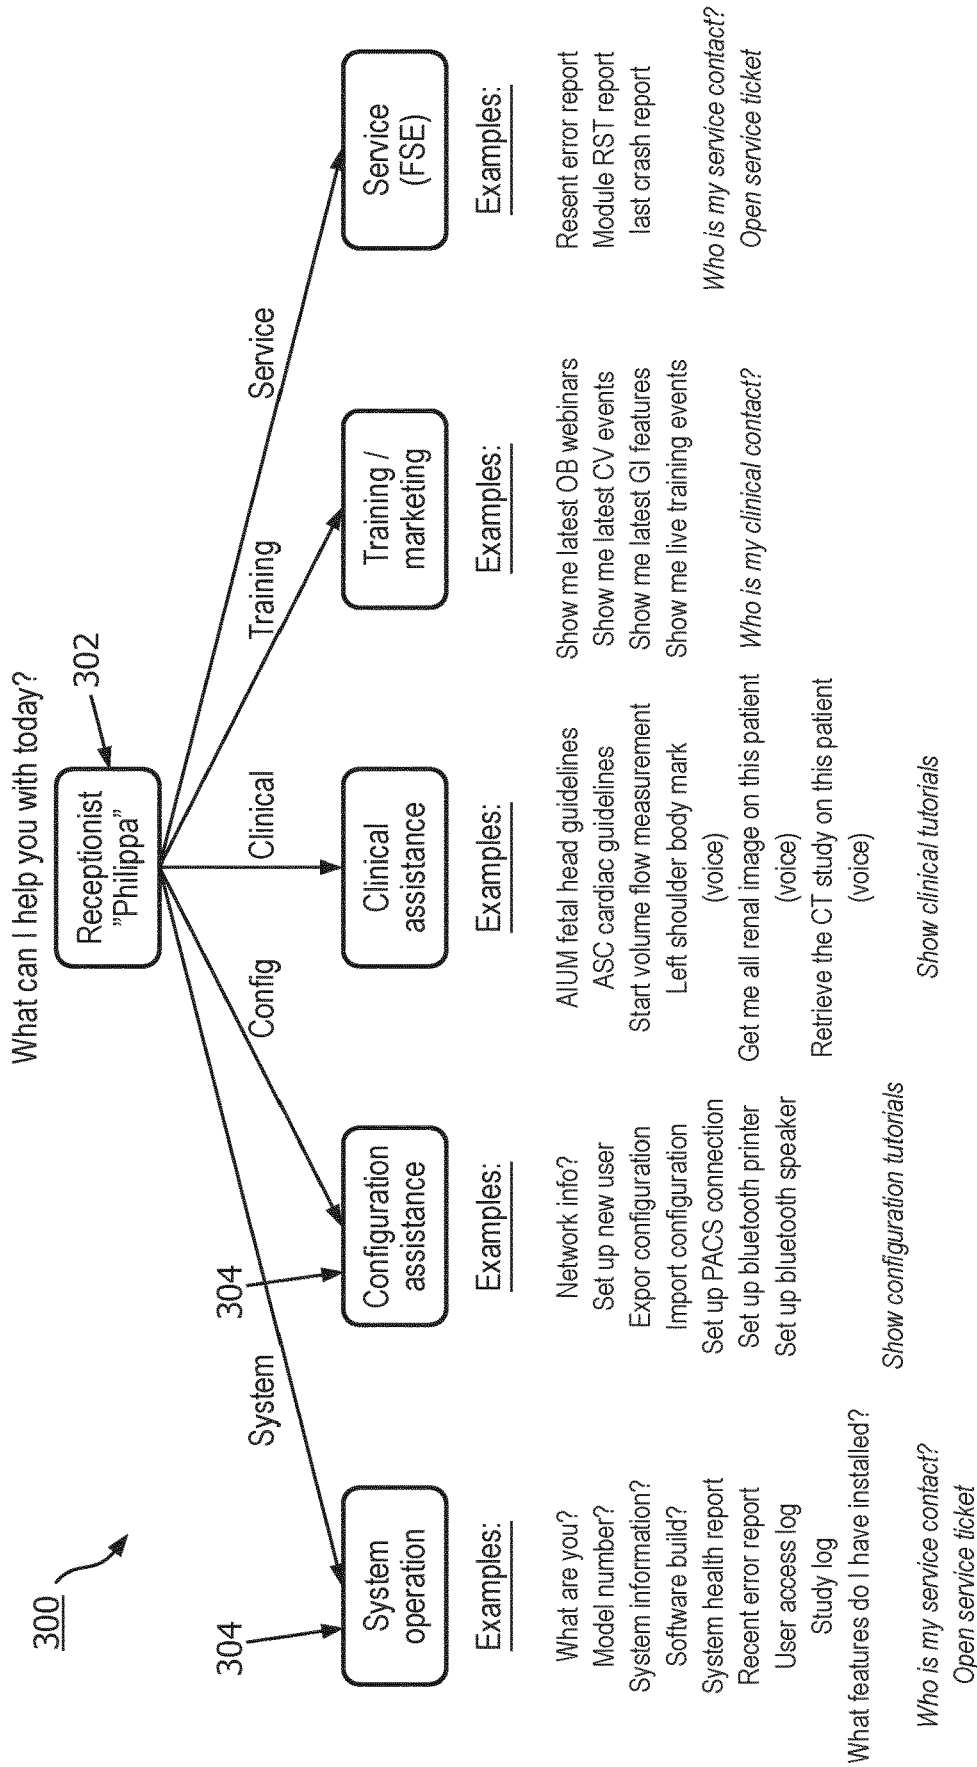 What can I help you with today?
300
Receptionist
"Philippa"
302
System
Config
Clinical
Training
Service
304
304
System
operation
Configuration
assistance
Clinical
assistance
Training /
marketing
Service
(FSE)
Examples:
What are you?
Model number?
System information?
Software build?
System health report
Recent error report
User access log
Study log
What features do I have installed?
Who is my service contact?
Open service ticket
Examples:
Network info?
Set up new user
Expor configuration
Import configuration
Set up PACS connection
Set up bluetooth printer
Set up bluetooth speaker
Show configuration tutorials
Examples:
AIUM fetal head guidelines
ASC cardiac guidelines
Start volume flow measurement
Left shoulder body mark
(voice)
Get me all renal image on this patient
(voice)
Retrieve the CT study on this patient
(voice)
Show clinical tutorials
Examples:
Show me latest OB webinars
Show me latest CV events
Show me latest GI features
Show me live training events
Who is my clinical contact?
Examples:
Resent error report
Module RST report
last crash report
Who is my service contact?
Open service ticket